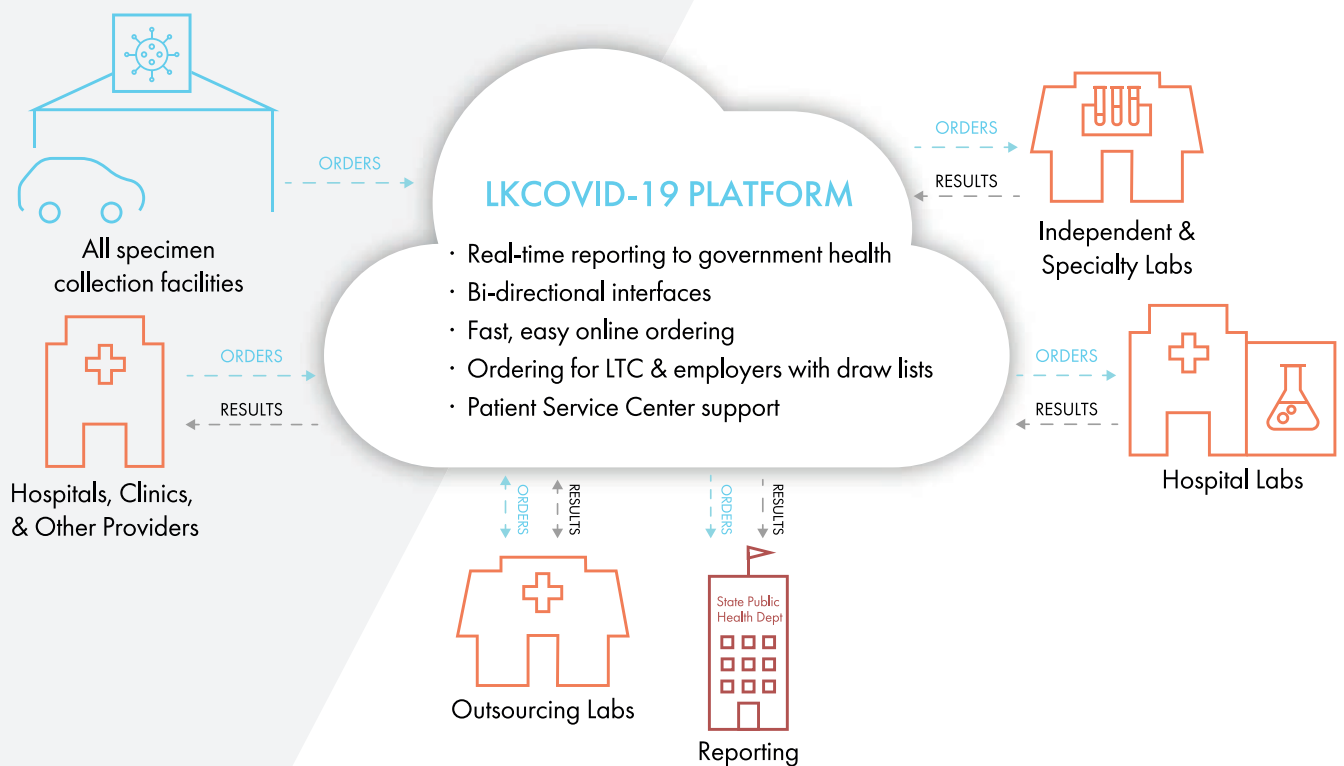 ORDERS
All specimen
collection facilities
ORDERS
RESULTS
Hospitals, Clinics,
& Other Providers
LKCOVID-19 PLATFORM
· Real-time reporting to government health
· Bi-directional interfaces
· Fast, easy online ordering
· Ordering for LTC & employers with draw lists
· Patient Service Center support
ORDERS
RESULTS
Independent &
Specialty Labs
ORDERS
RESULTS
Hospital Labs
ORDERS
RESULTS
Outsourcing Labs
ORDERS
RESULTS
State Public
Health Dept
Reporting